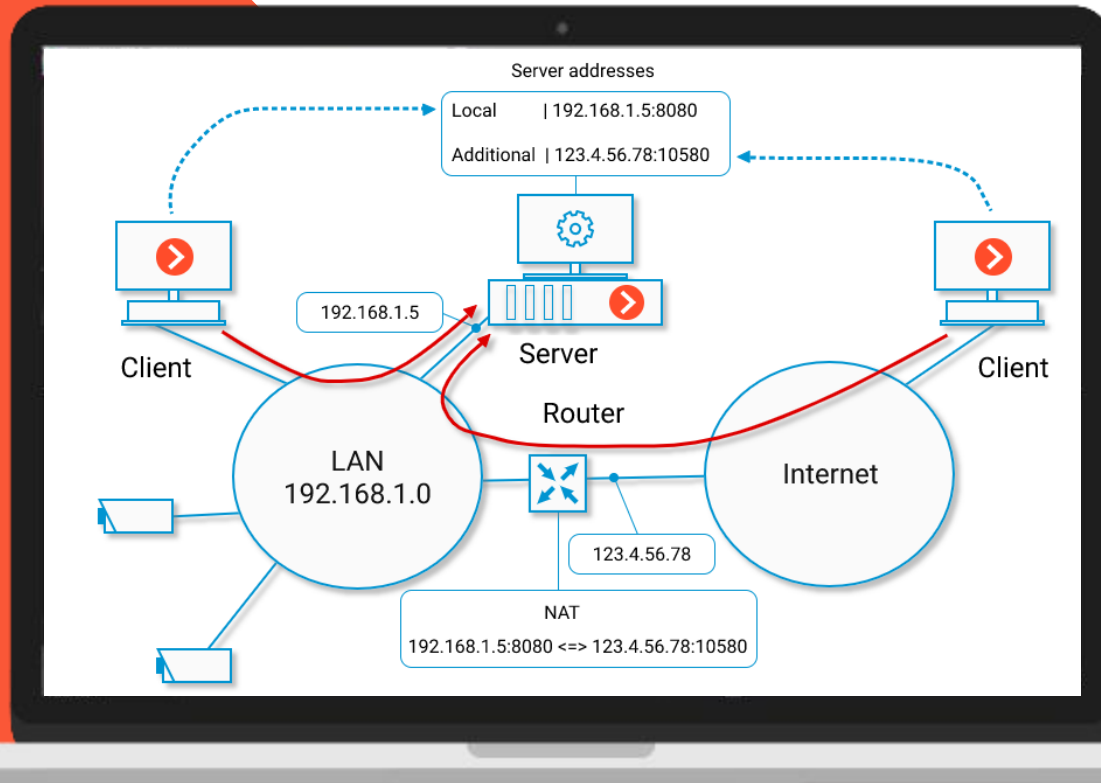 Server addresses
Local | 192.168.1.5:8080
Additional | 123.4.56.78:10580
192.168.1.5
Client
Server
Client
Router
LAN
192.168.1.0
Internet
123.4.56.78
NAT
192.168.1.5:8080 <=> 123.4.56.78:10580